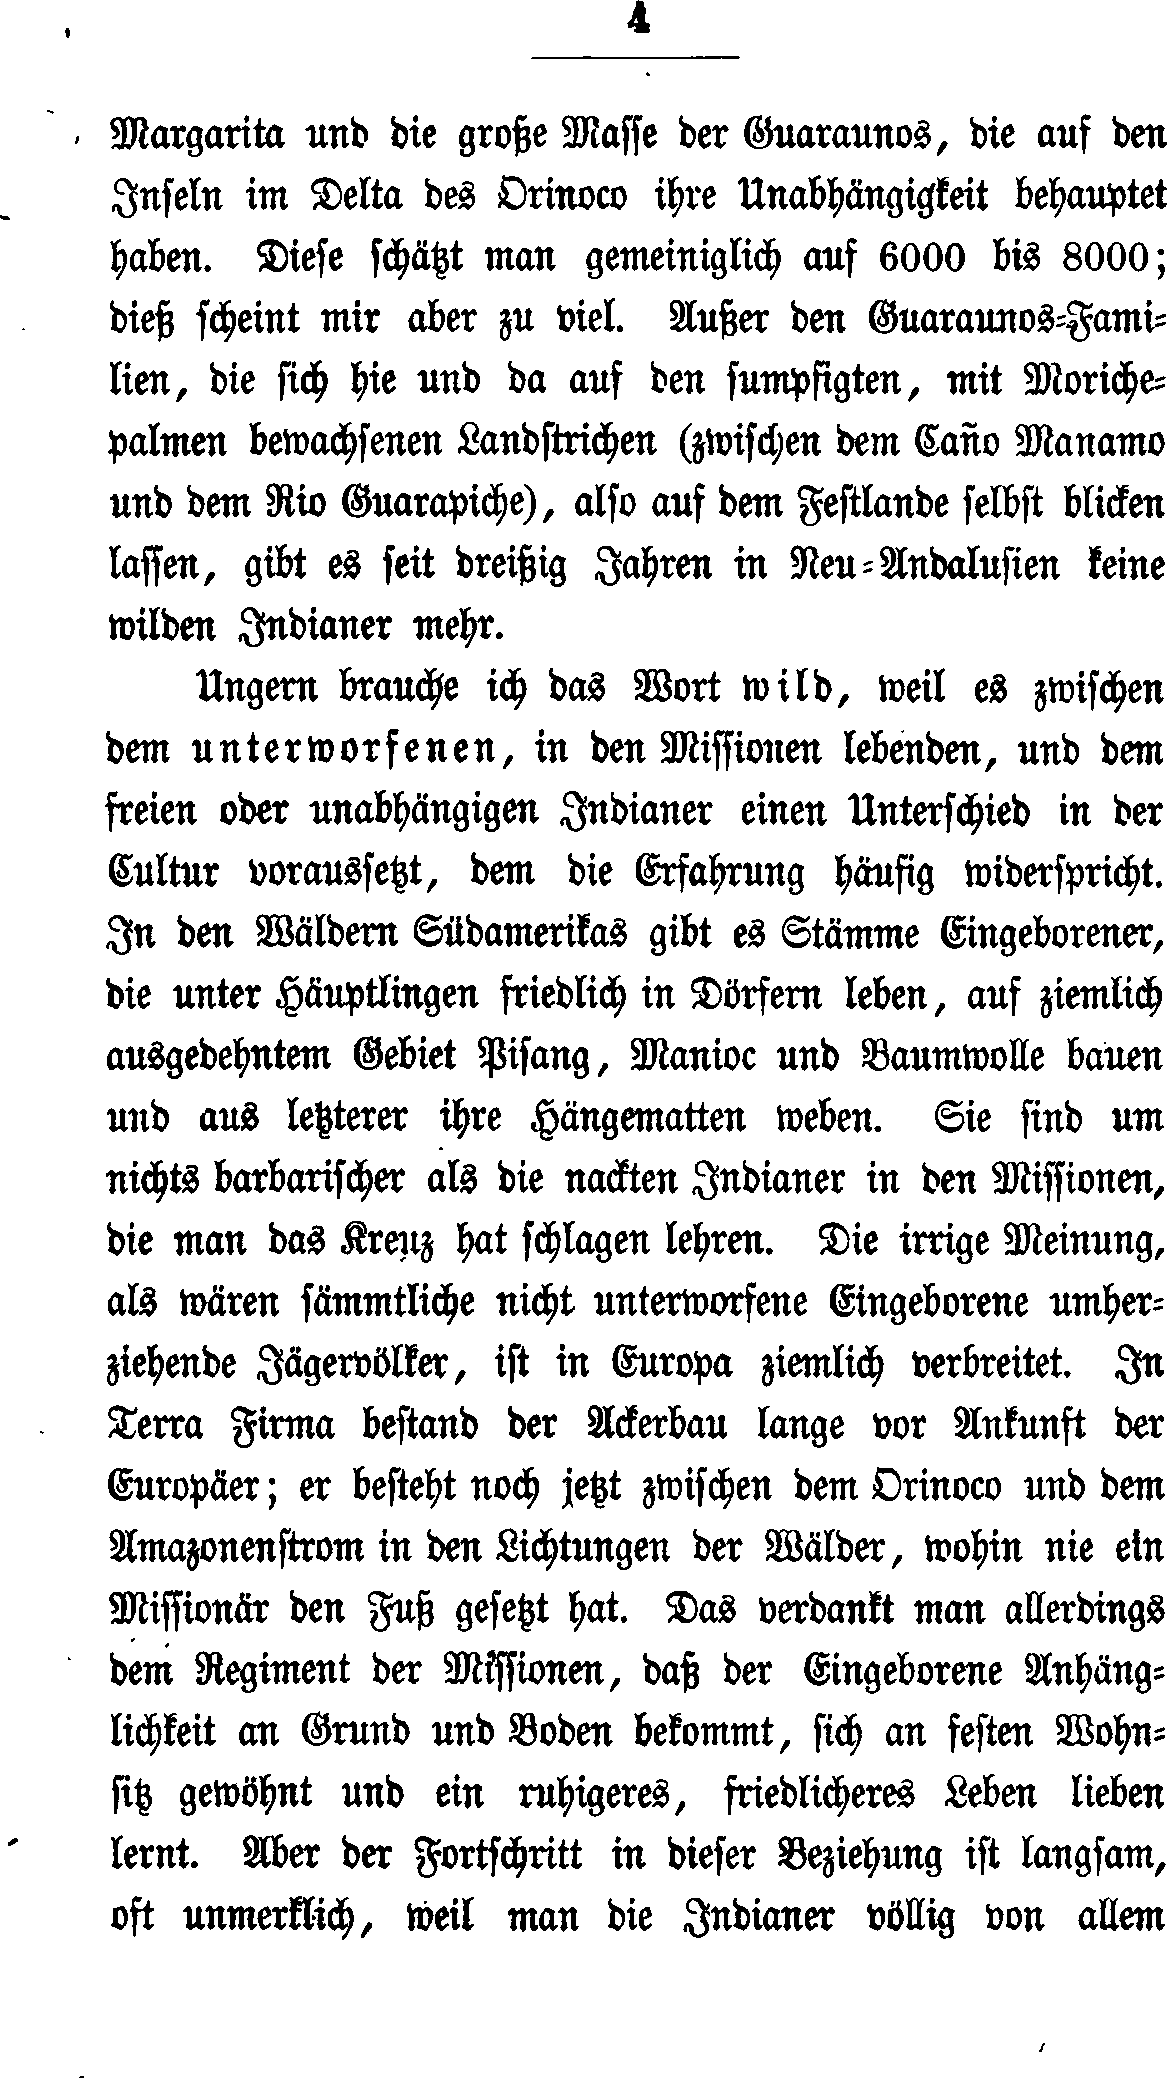 4
Margarita und die große Masse der Guaraunos, die auf den
Inseln im Delta des Orinoco ihre Unabhängigkeit behauptet
haben. Diese schätzt man gemeiniglich auf 6000 bis 8000;
dieß scheint mir aber zu viel. Außer den Guaraunos-Fami-
lien, die sich hie und da auf den sumpfigten, mit Moriche-
palmen bewachsenen Landstrichen (zwischen dem Caño Manamo
und dem Rio Guarapiche), also auf dem Festlande selbst blicken
lassen, gibt es seit dreißig Jahren in Neu-Andalusien keine
wilden Indianer mehr.
Ungern brauche ich das Wort wild, weil es zwischen
dem unterworfenen, in den Missionen lebenden, und dem
freien oder unabhängigen Indianer einen Unterschied in der
Cultur voraussetzt, dem die Erfahrung häufig widerspricht.
In den Wäldern Südamerikas gibt es Stämme Eingeborener,
die unter Häuptlingen friedlich in Dörfern leben, auf ziemlich
ausgedehntem Gebiet Pisang, Manioc und Baumwolle bauen
und aus letzterer ihre Hängematten weben. Sie sind um
nichts barbarischer als die nackten Indianer in den Missionen,
die man das Kreuz hat schlagen lehren. Die irrige Meinung,
als wären sämmtliche nicht unterworfene Eingeborene umher-
ziehende Jägervölker, ist in Europa ziemlich verbreitet. In
Terra Firma bestand der Ackerbau lange vor Ankunft der
Europäer; er besteht noch jetzt zwischen dem Orinoco und dem
Amazonenstrom in den Lichtungen der Wälder, wohin nie ein
Missionär den Fuß gesetzt hat. Das verdankt man allerdings
dem Regiment der Missionen, daß der Eingeborene Anhäng-
lichkeit an Grund und Boden bekommt, sich an festen Wohn-
sitz gewöhnt und ein ruhigeres, friedlicheres Leben lieben
lernt. Aber der Fortschritt in dieser Beziehung ist langsam,
oft unmerklich, weil man die Indianer völlig von allem